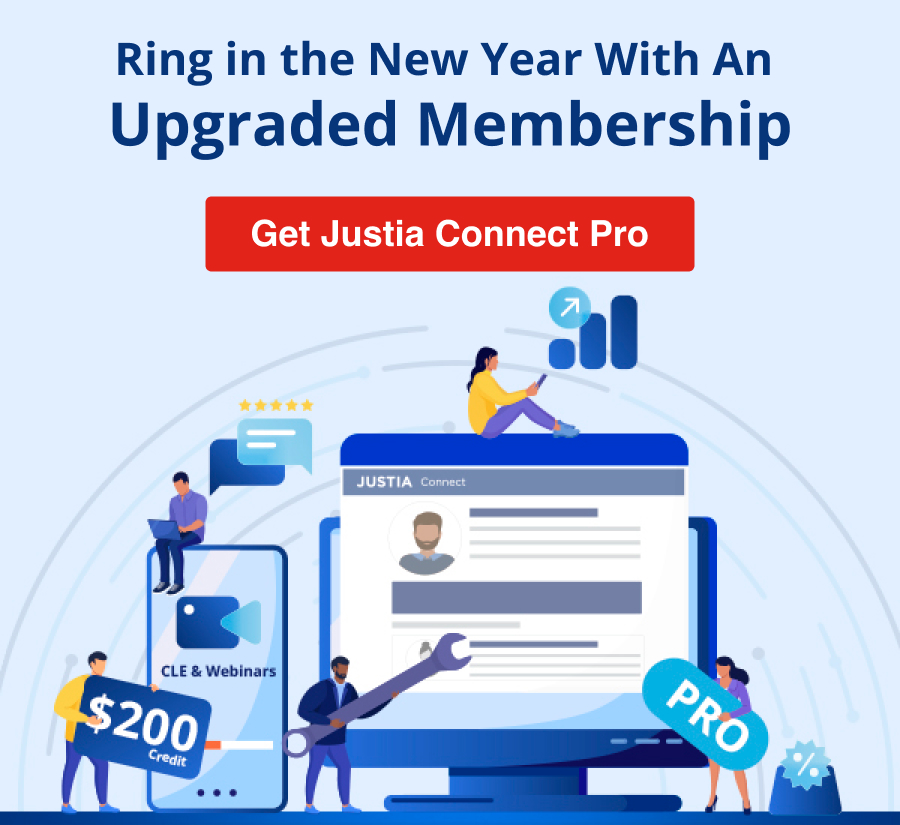 Ring in the New Year With An
Upgraded Membership
Get Justia Connect Pro
JUSTIA Connect
CLE & Webinars
$200
Credit
PRO
%